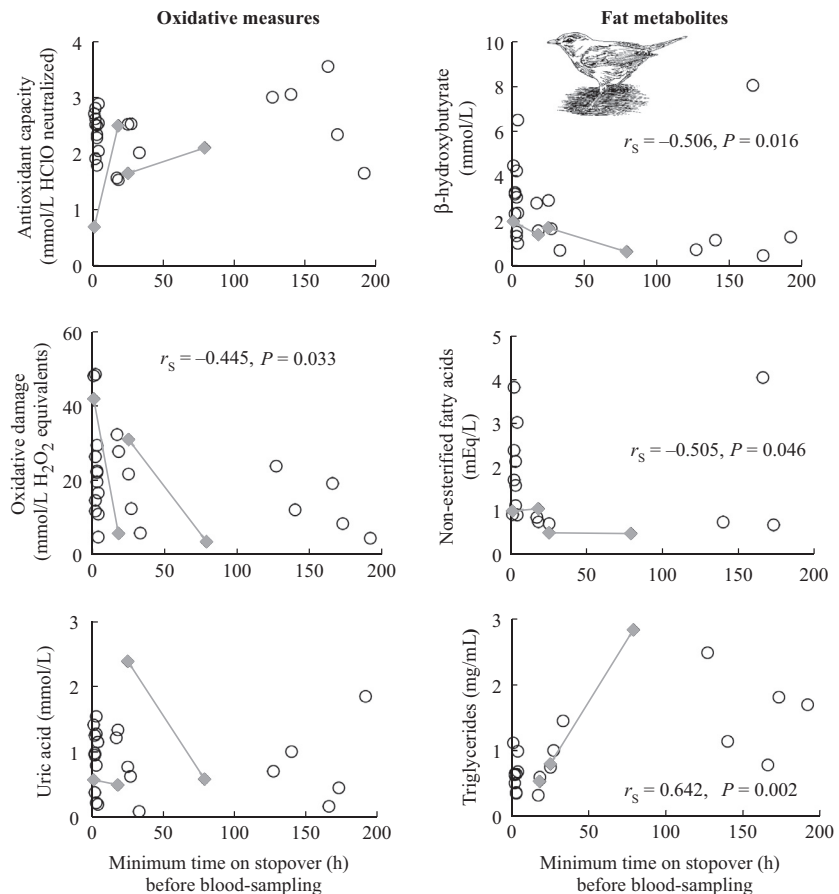 Oxidative measures
Fat metabolites
Antioxidant capacity
(mmol/L HClO neutralized)
4
3
2
1
0
0
50
100
150
200
β-hydroxybutyrate
(mmol/L)
10
8
6
4
2
0
r_S = –0.506, P = 0.016
0
50
100
150
200
Oxidative damage
(mmol/L H₂O₂ equivalents)
60
40
20
0
r_S = –0.445, P = 0.033
0
50
100
150
200
Non-esterified fatty acids
(mEq/L)
5
4
3
2
1
0
r_S = –0.505, P = 0.046
0
50
100
150
200
Uric acid (mmol/L)
3
2
1
0
0
50
100
150
200
Minimum time on stopover (h)
before blood-sampling
Triglycerides (mg/mL)
3
2
1
0
r_S = 0.642, P = 0.002
0
50
100
150
200
Minimum time on stopover (h)
before blood-sampling